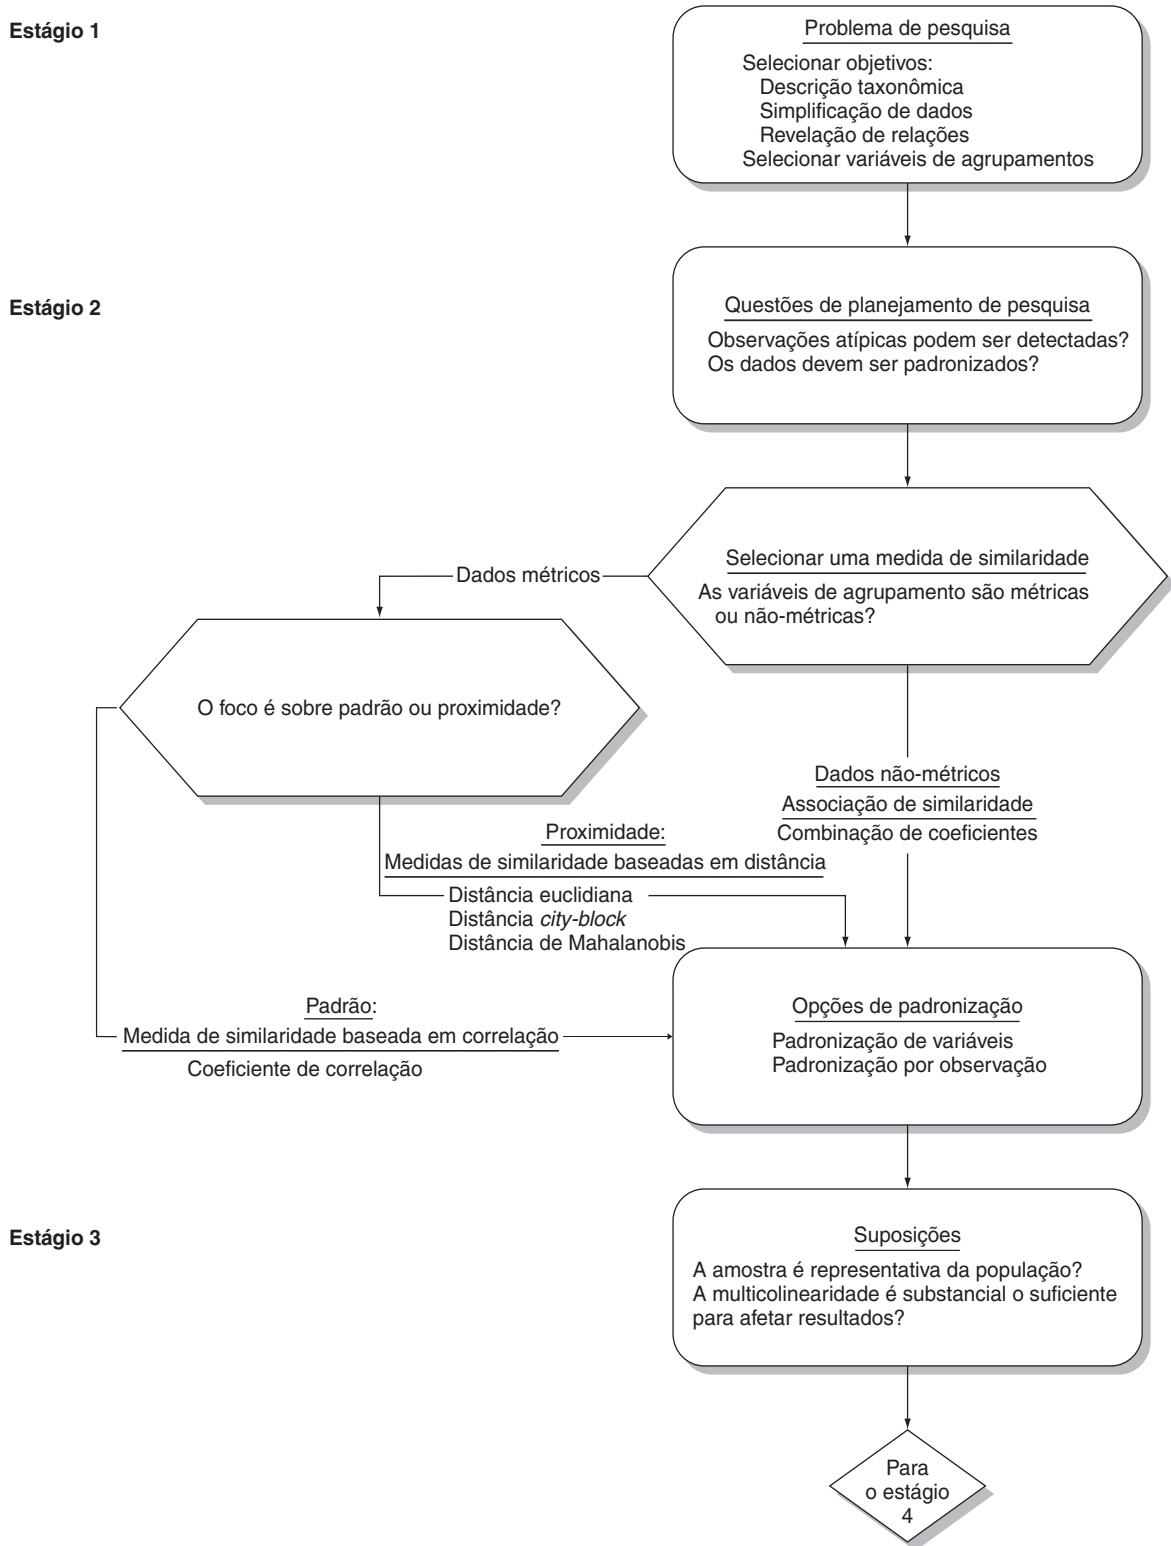 Estágio 1
Problema de pesquisa
Selecionar objetivos:
Descrição taxonômica
Simplificação de dados
Revelação de relações
Selecionar variáveis de agrupamentos
Estágio 2
Questões de planejamento de pesquisa
Observações atípicas podem ser detectadas?
Os dados devem ser padronizados?
Selecionar uma medida de similaridade
As variáveis de agrupamento são métricas
ou não-métricas?
Dados métricos
O foco é sobre padrão ou proximidade?
Dados não-métricos
Associação de similaridade
Combinação de coeficientes
Proximidade:
Medidas de similaridade baseadas em distância
Distância euclidiana
Distância city-block
Distância de Mahalanobis
Padrão:
Medida de similaridade baseada em correlação
Coeficiente de correlação
Opções de padronização
Padronização de variáveis
Padronização por observação
Estágio 3
Suposições
A amostra é representativa da população?
A multicolinearidade é substancial o suficiente
para afetar resultados?
Para
o estágio
4